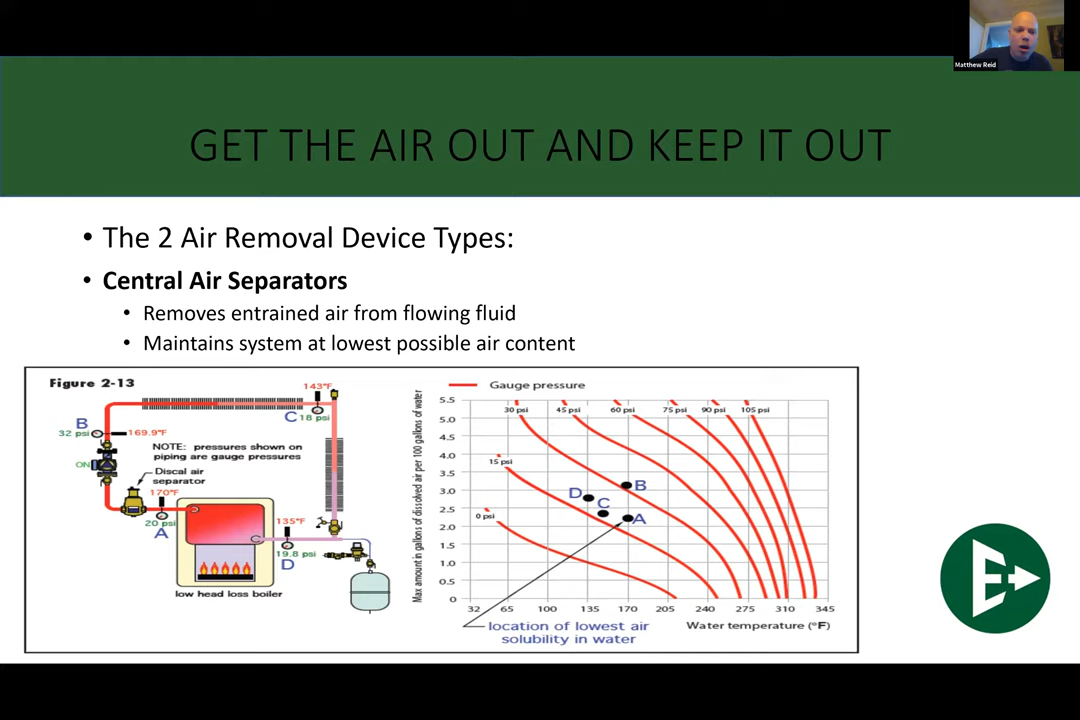 Matthew Reid
GET THE AIR OUT AND KEEP IT OUT
• The 2 Air Removal Device Types:
• Central Air Separators
• Removes entrained air from flowing fluid
• Maintains system at lowest possible air content
Figure 2-13
143°F
C 18 psi
B
32 psi
169.9°F
NOTE: pressures shown on
piping are gauge pressures
ON
Discal air
separator
170°F
20 psi
A
135°F
19.8 psi
D
low head loss boiler
Max amount in gallons of dissolved air per 100 gallons of water
Gauge pressure
5.5
5.0
4.5
4.0
3.5
3.0
2.5
2.0
1.5
1.0
0.5
0
30 psi 45 psi 60 psi 75 psi 90 psi 105 psi
15 psi
0 psi
D
B
C
A
32 65 100 135 170 205 240 275 310 345
location of lowest air
solubility in water
Water temperature (°F)
E